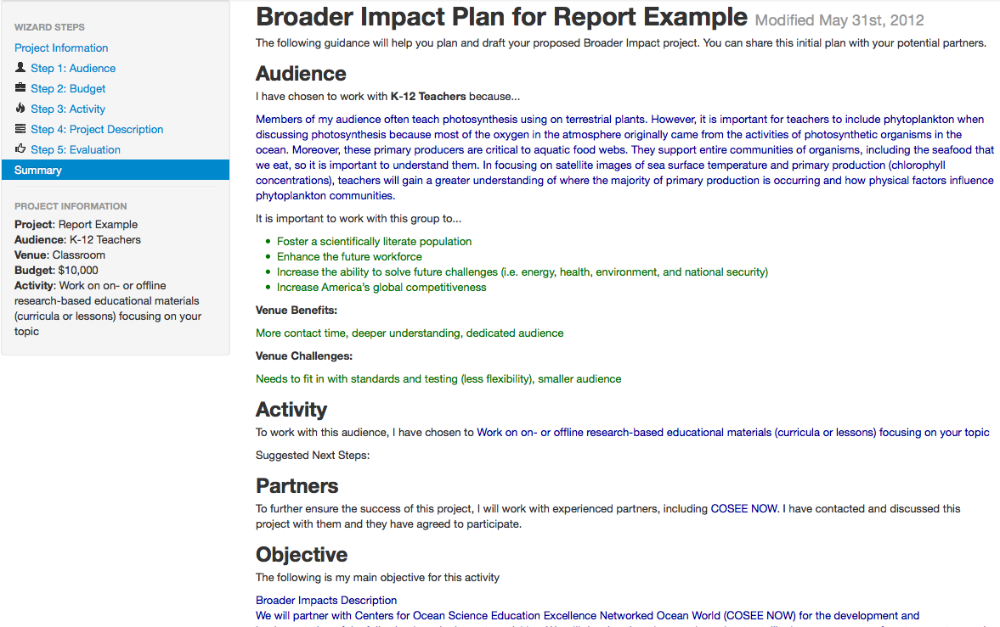 WIZARD STEPS
Project Information
Step 1: Audience
Step 2: Budget
Step 3: Activity
Step 4: Project Description
Step 5: Evaluation
Summary
PROJECT INFORMATION
Project: Report Example
Audience: K-12 Teachers
Venue: Classroom
Budget: $10,000
Activity: Work on on- or offline
research-based educational materials
(curricula or lessons) focusing on your
topic
Broader Impact Plan for Report Example Modified May 31st, 2012
The following guidance will help you plan and draft your proposed Broader Impact project. You can share this initial plan with your potential partners.
Audience
I have chosen to work with K-12 Teachers because...
Members of my audience often teach photosynthesis using on terrestrial plants. However, it is important for teachers to include phytoplankton when
discussing photosynthesis because most of the oxygen in the atmosphere originally came from the activities of photosynthetic organisms in the
ocean. Moreover, these primary producers are critical to aquatic food webs. They support entire communities of organisms, including the seafood that
we eat, so it is important to understand them. In focusing on satellite images of sea surface temperature and primary production (chlorophyll
concentrations), teachers will gain a greater understanding of where the majority of primary production is occurring and how physical factors influence
phytoplankton communities.
It is important to work with this group to...
• Foster a scientifically literate population
• Enhance the future workforce
• Increase the ability to solve future challenges (i.e. energy, health, environment, and national security)
• Increase America's global competitiveness
Venue Benefits:
More contact time, deeper understanding, dedicated audience
Venue Challenges:
Needs to fit in with standards and testing (less flexibility), smaller audience
Activity
To work with this audience, I have chosen to Work on on- or offline research-based educational materials (curricula or lessons) focusing on your topic
Suggested Next Steps:
Partners
To further ensure the success of this project, I will work with experienced partners, including COSEE NOW. I have contacted and discussed this
project with them and they have agreed to participate.
Objective
The following is my main objective for this activity
Broader Impacts Description
We will partner with Centers for Ocean Science Education Excellence Networked Ocean World (COSEE NOW) for the development and